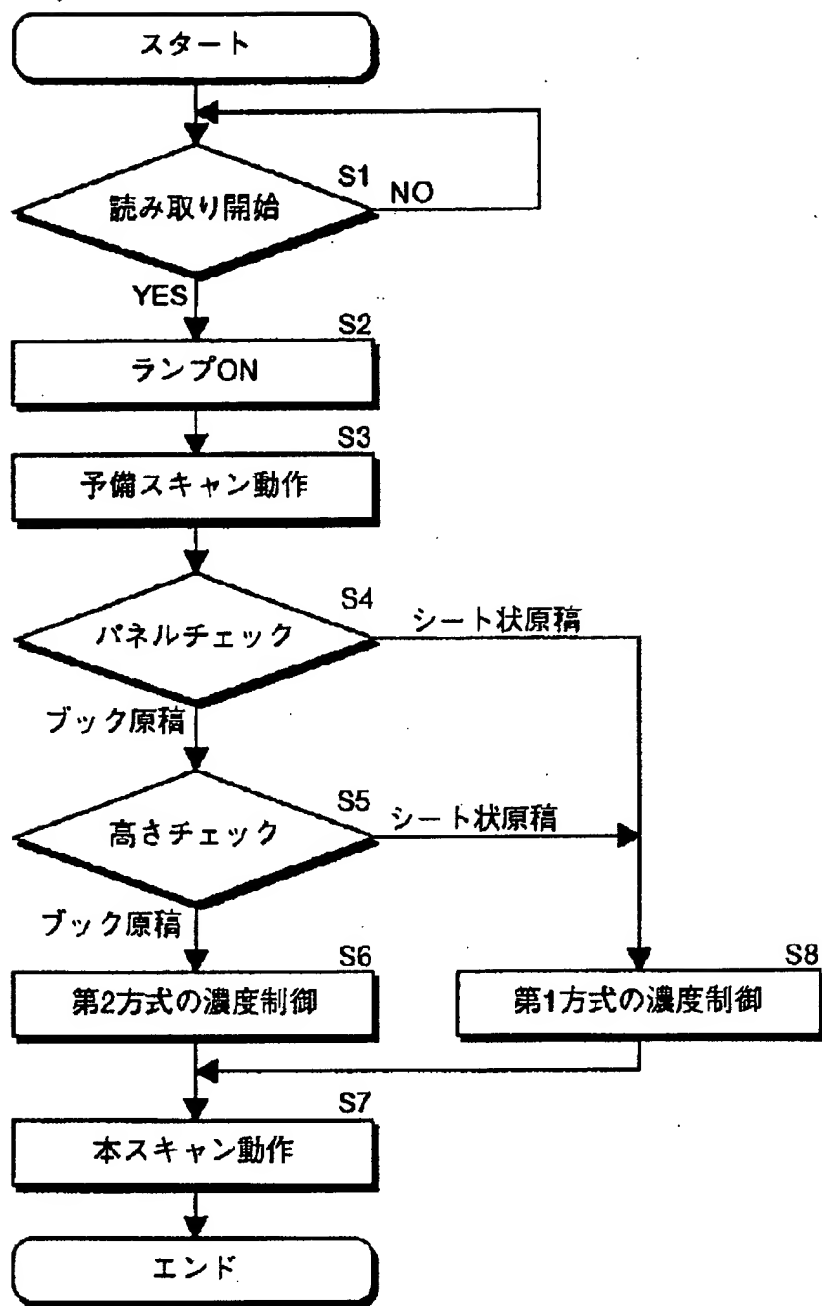 スタート
S1
読み取り開始
NO
YES
S2
ランプON
S3
予備スキャン動作
S4
パネルチェック
シート状原稿
ブック原稿
S5
高さチェック
シート状原稿
ブック原稿
S6
第2方式の濃度制御
S8
第1方式の濃度制御
S7
本スキャン動作
エンド